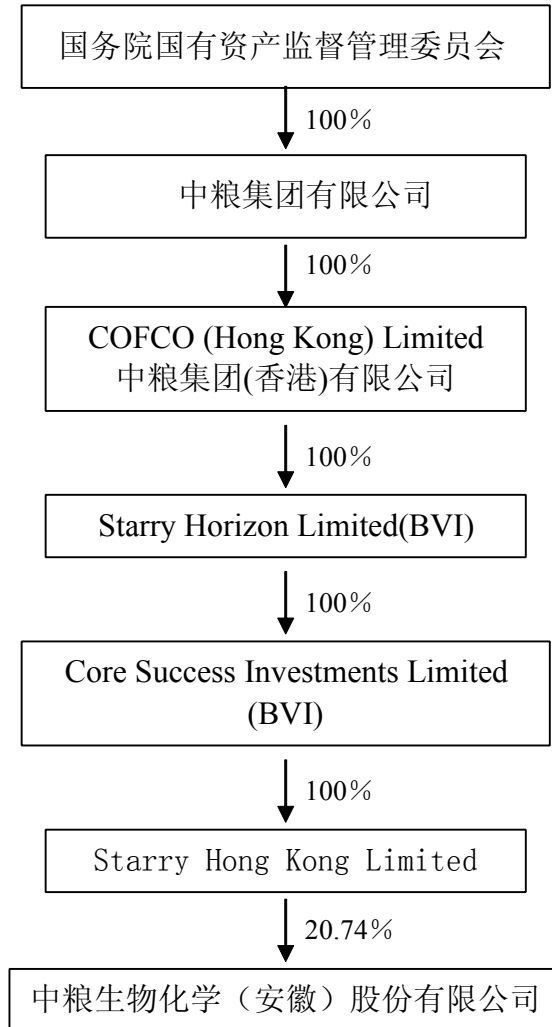 国务院国有资产监督管理委员会
100%
中粮集团有限公司
100%
COFCO (Hong Kong) Limited
中粮集团(香港)有限公司
100%
Starry Horizon Limited(BVI)
100%
Core Success Investments Limited
(BVI)
100%
Starry Hong Kong Limited
20.74%
中粮生物化学（安徽）股份有限公司